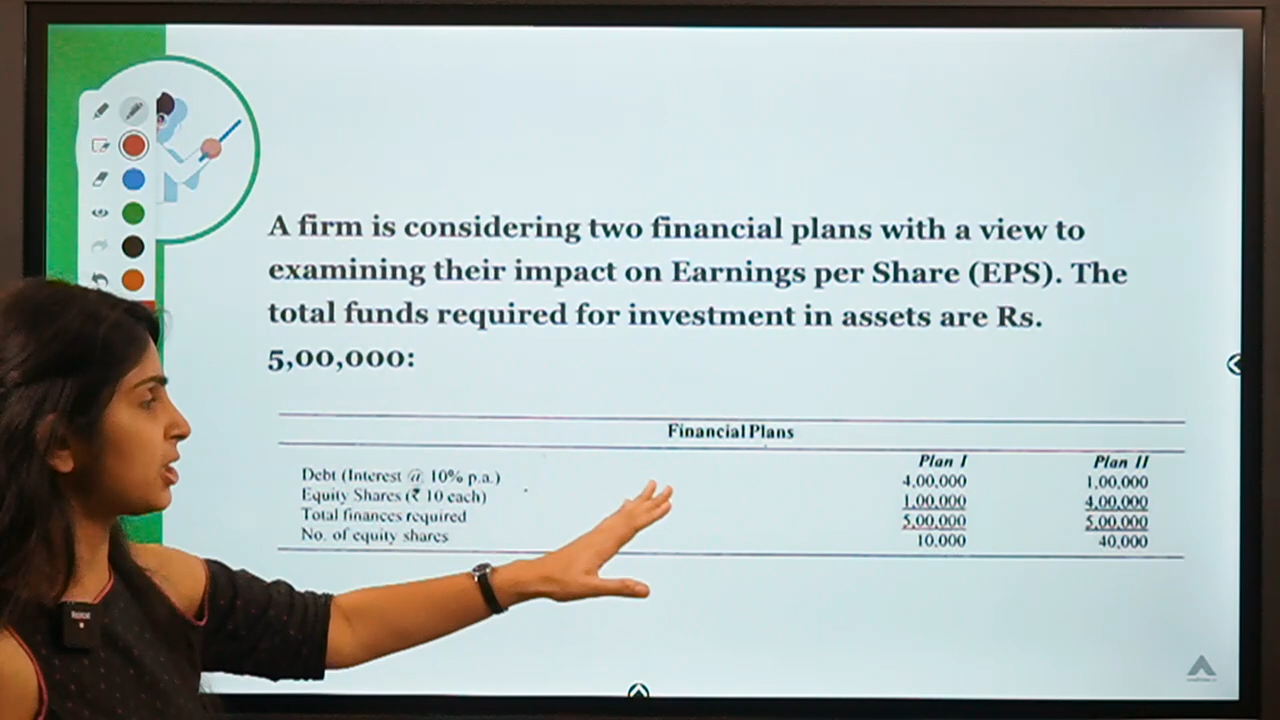 A firm is considering two financial plans with a view to
examining their impact on Earnings per Share (EPS). The
total funds required for investment in assets are Rs.
5,00,000:
Financial Plans
Plan I Plan II
Debt (Interest @ 10% p.a.) 4,00,000 1,00,000
Equity Shares (₹ 10 each) 1,00,000 4,00,000
Total finances required 5,00,000 5,00,000
No. of equity shares 10,000 40,000